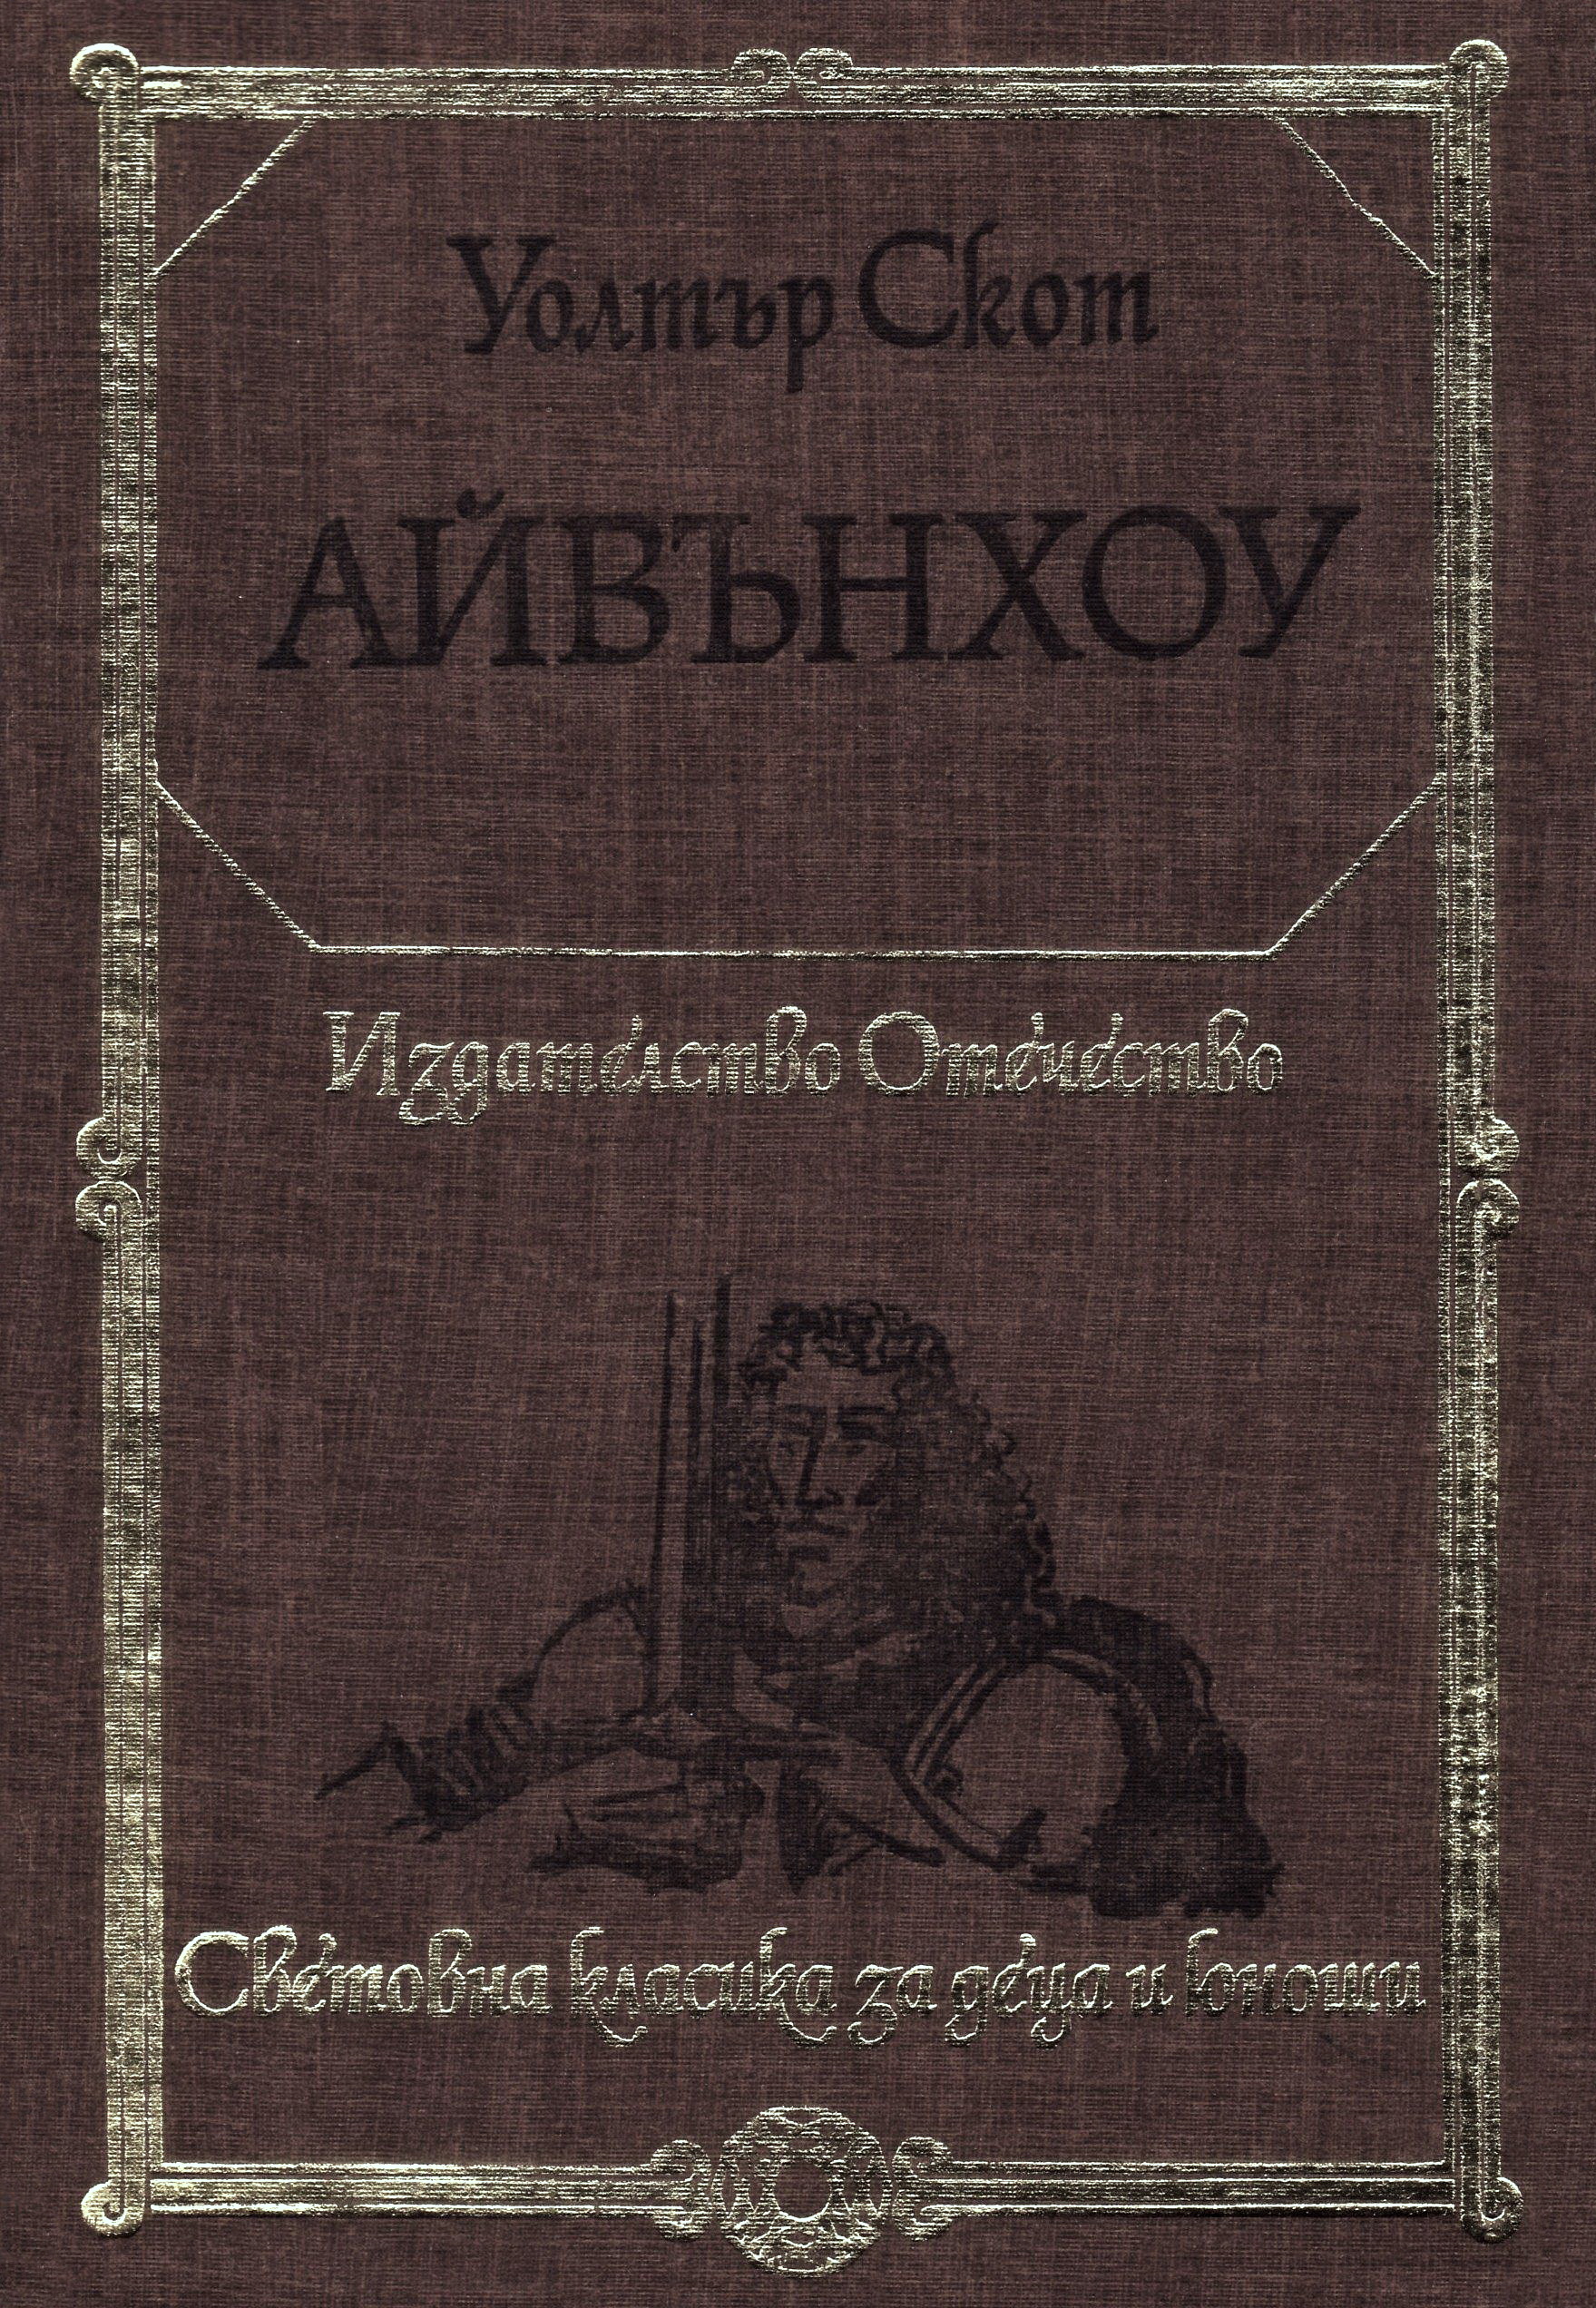 Уолтър Скот
АЙВЪНХОУ
Издателство Отечество
Световна класика за деца и юноши